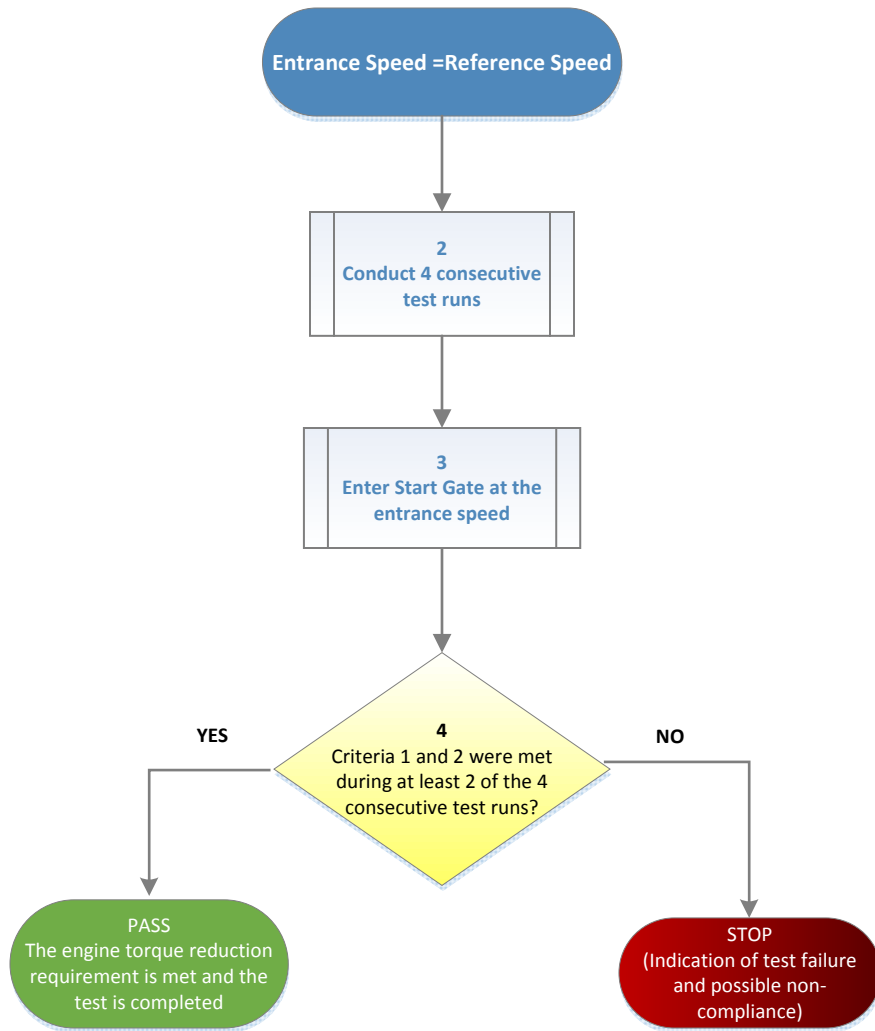 Entrance Speed =Reference Speed
2
Conduct 4 consecutive
test runs
3
Enter Start Gate at the
entrance speed
4
Criteria 1 and 2 were met
during at least 2 of the 4
consecutive test runs?
YES
NO
PASS
The engine torque reduction
requirement is met and the
test is completed
STOP
(Indication of test failure
and possible non-
compliance)